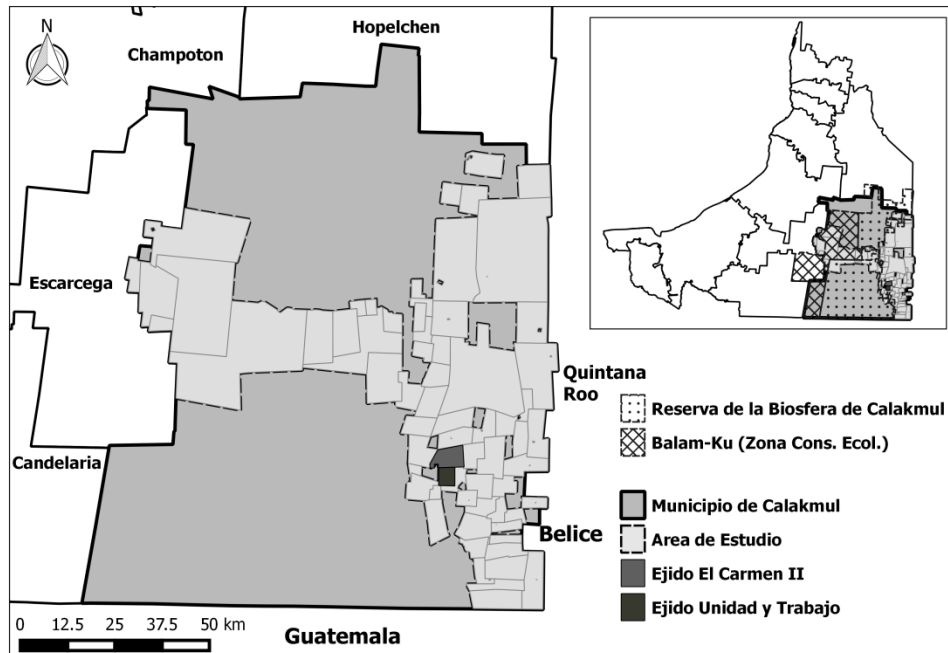 N
Hopelchen
Champoton
Escarcega
Candelaria
Quintana
Roo
Belice
Guatemala
0 12.5 25 37.5 50 km
Reserva de la Biosfera de Calakmul
Balam-Ku (Zona Cons. Ecol.)
Municipio de Calakmul
Area de Estudio
Ejido El Carmen II
Ejido Unidad y Trabajo